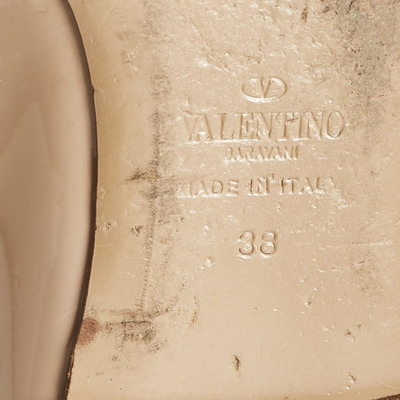 V
VALENTINO
GARAVANI
MADE IN ITALY
38